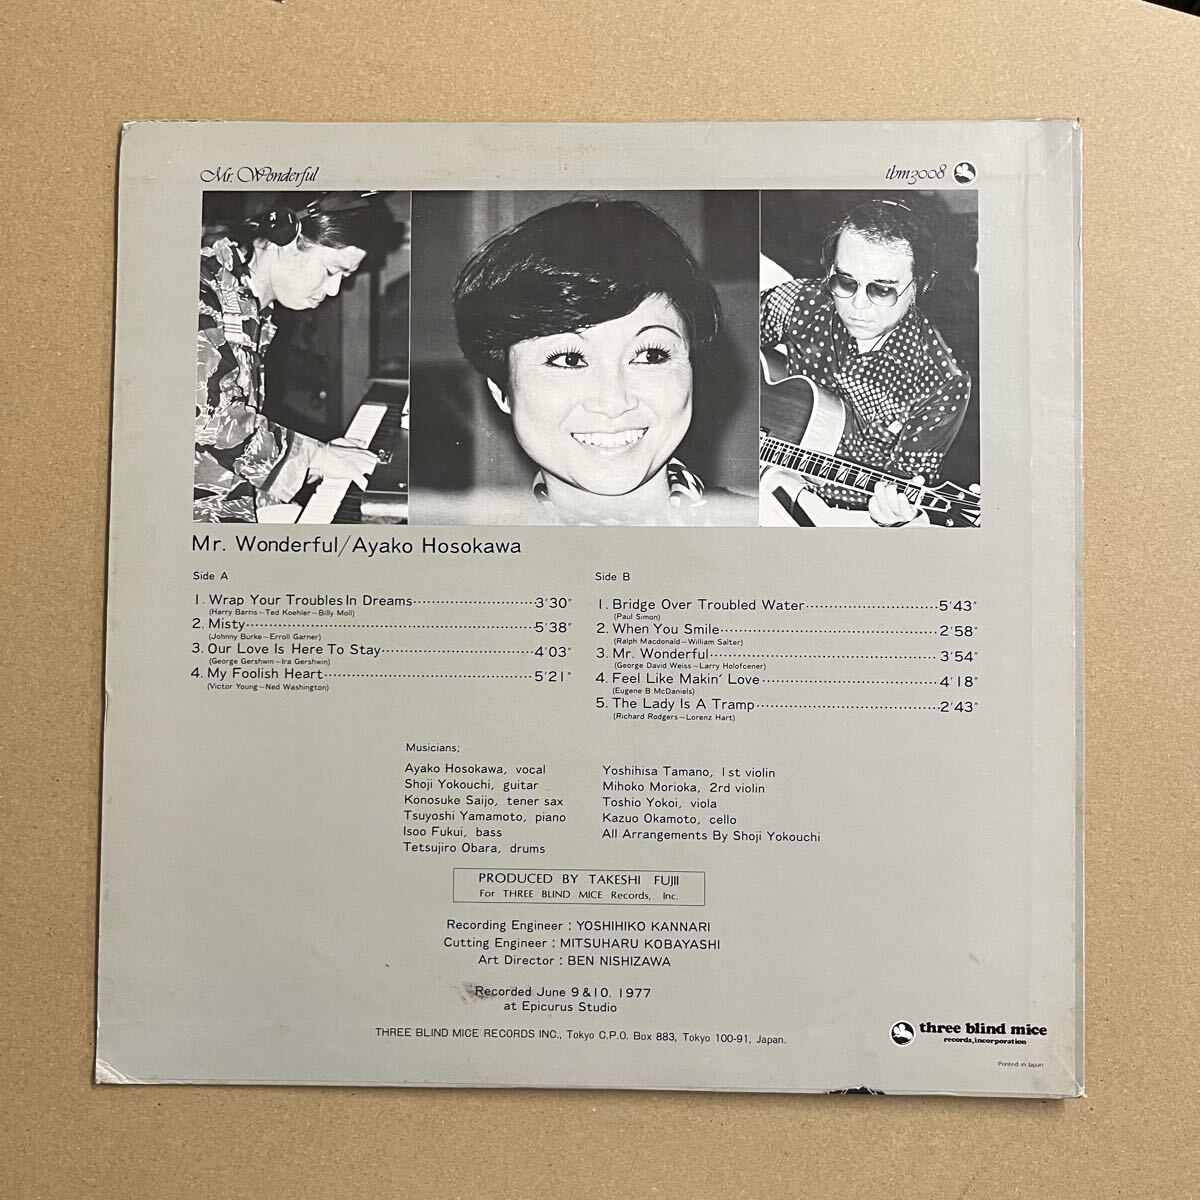 Mr. Wonderful
tbm3008
Mr. Wonderful/Ayako Hosokawa
Side A
1. Wrap Your Troubles In Dreams 3'30"
(Harry Barris–Ted Koehler–Billy Moll)
2. Misty 5'38"
(Johnny Burke–Erroll Garner)
3. Our Love Is Here To Stay 4'03"
(George Gershwin–Ira Gershwin)
4. My Foolish Heart 5'21"
(Victor Young–Ned Washington)
Side B
1. Bridge Over Troubled Water 5'43"
(Paul Simon)
2. When You Smile 2'58"
(Ralph Macdonald–William Salter)
3. Mr. Wonderful 3'54"
(George David Weiss–Larry Holofcener)
4. Feel Like Makin' Love 4'18"
(Eugene B McDaniels)
5. The Lady Is A Tramp 2'43"
(Richard Rodgers–Lorenz Hart)
Musicians;
Ayako Hosokawa, vocal
Shoji Yokouchi, guitar
Konosuke Saijo, tener sax
Tsuyoshi Yamamoto, piano
Isoo Fukui, bass
Tetsujiro Obara, drums
Yoshihisa Tamano, 1st violin
Mihoko Morioka, 2rd violin
Toshio Yokoi, viola
Kazuo Okamoto, cello
All Arrangements By Shoji Yokouchi
PRODUCED BY TAKESHI FUJII
For THREE BLIND MICE Records, Inc.
Recording Engineer : YOSHIHIKO KANNARI
Cutting Engineer : MITSUHARU KOBAYASHI
Art Director : BEN NISHIZAWA
Recorded June 9 & 10. 1977
at Epicurus Studio
THREE BLIND MICE RECORDS INC., Tokyo C.P.O. Box 883, Tokyo 100-91, Japan.
three blind mice
records, incorporation
Printed in Japan